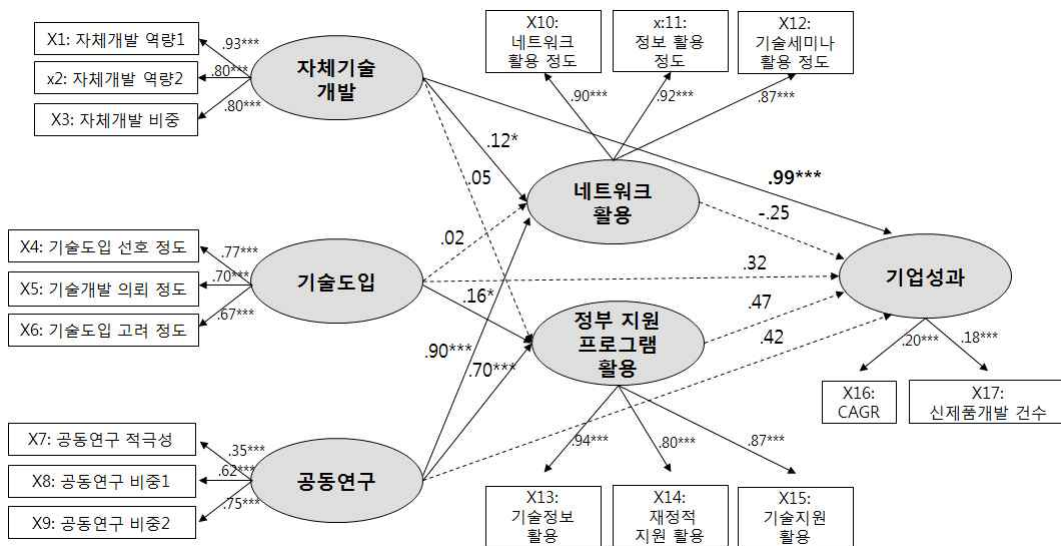 X1: 자체개발 역량1
x2: 자체개발 역량2
X3: 자체개발 비중
.93***
.80***
.80***
자체기술
개발
X10:
네트워크
활용 정도
x:11:
정보 활용
정도
X12:
기술세미나
활용 정도
.90***
.92***
.87***
.12*
.05
.99***
네트워크
활용
-.25
.02
X4: 기술도입 선호 정도
X5: 기술개발 의뢰 정도
X6: 기술도입 고려 정도
.77***
.70***
.67***
기술도입
.32
기업성과
.16*
.47
.42
정부 지원
프로그램
활용
.90***
.70***
.20***
.18***
X16:
CAGR
X17:
신제품개발 건수
X7: 공동연구 적극성
X8: 공동연구 비중1
X9: 공동연구 비중2
.35***
.62***
.75***
공동연구
.94***
.80***
.87***
X13:
기술정보
활용
X14:
재정적
지원 활용
X15:
기술지원
활용